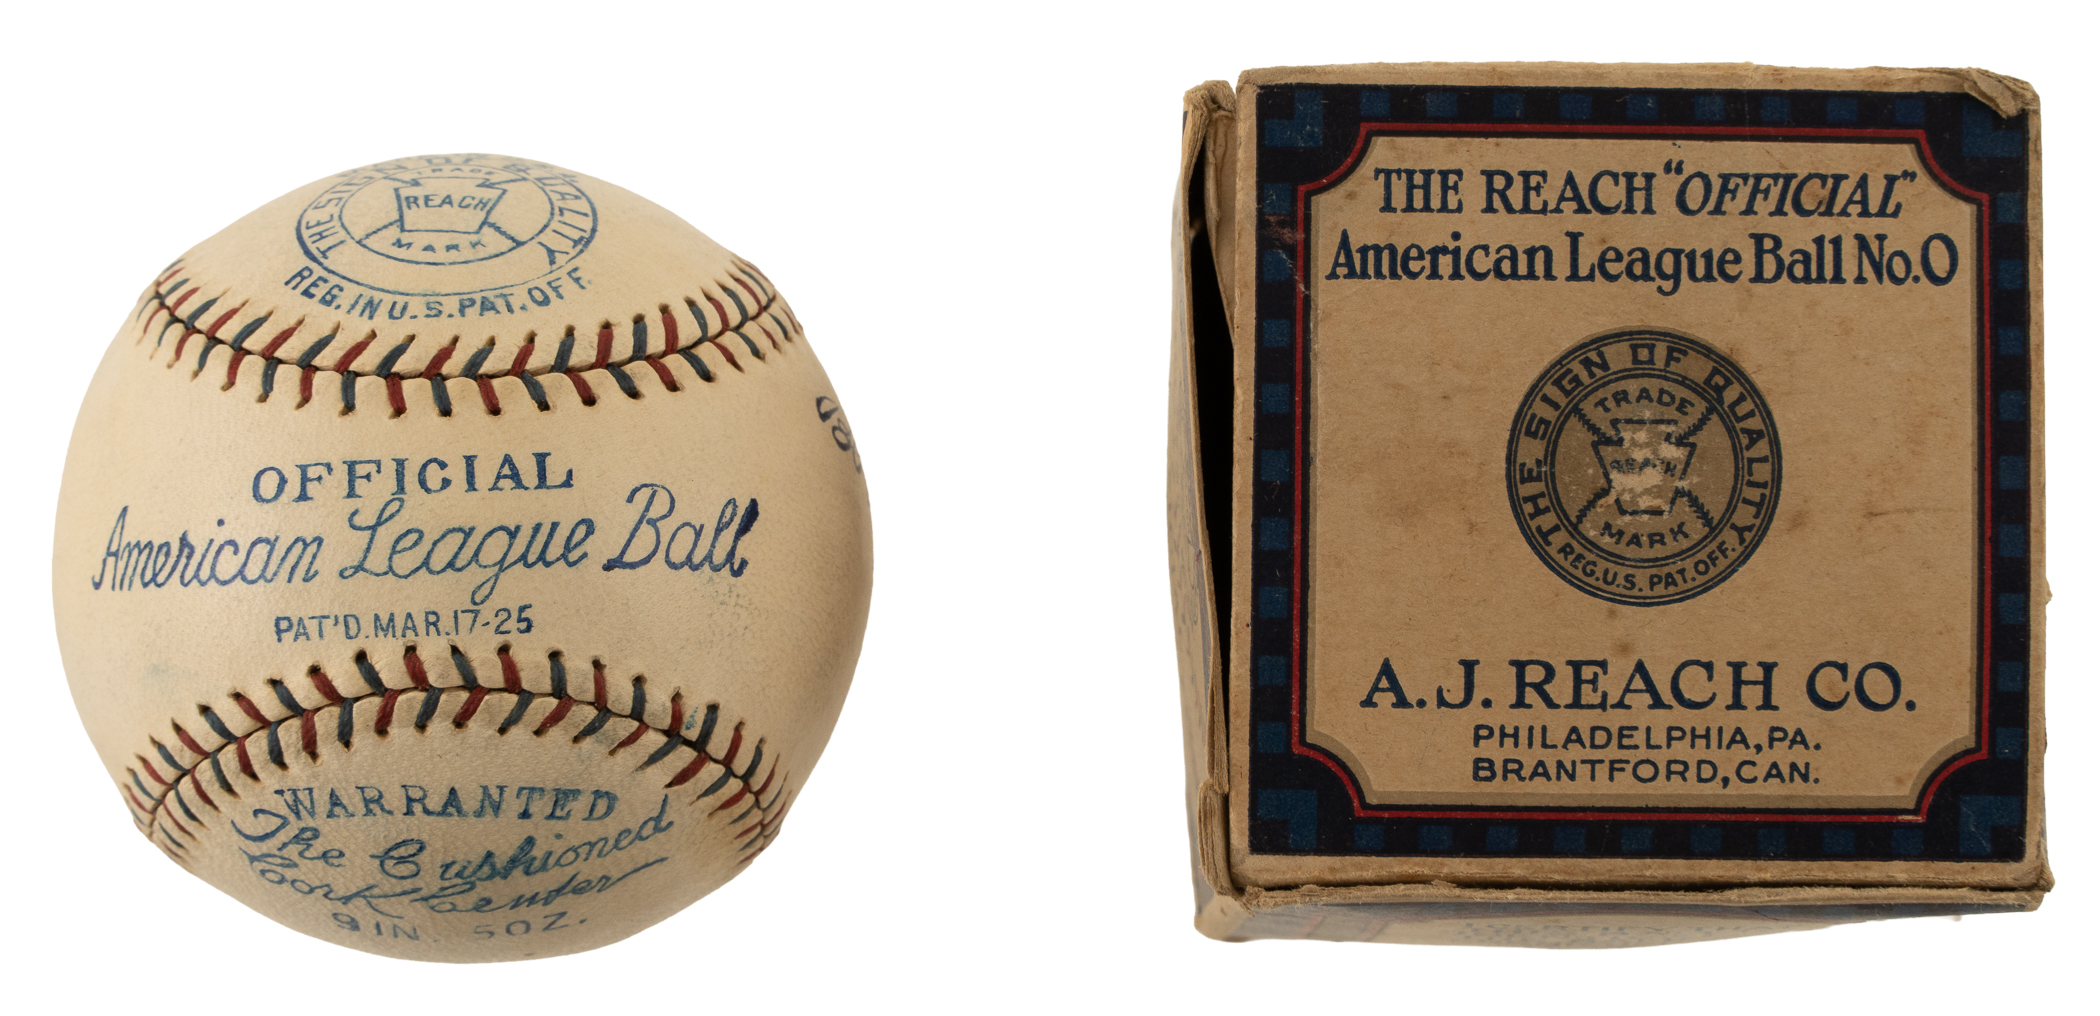 THE SIGN OF QUALITY
TRADE
REACH
MARK
REG. IN U.S. PAT. OFF.
OFFICIAL
American League Ball
PAT'D. MAR. 17-25
WARRANTED
The Cushioned
Cork Center
9 IN. 5 OZ.
THE REACH "OFFICIAL"
American League Ball No. 0
THE SIGN OF QUALITY
TRADE
REACH
MARK
REG. U.S. PAT. OFF.
A. J. REACH CO.
PHILADELPHIA, PA.
BRANTFORD, CAN.